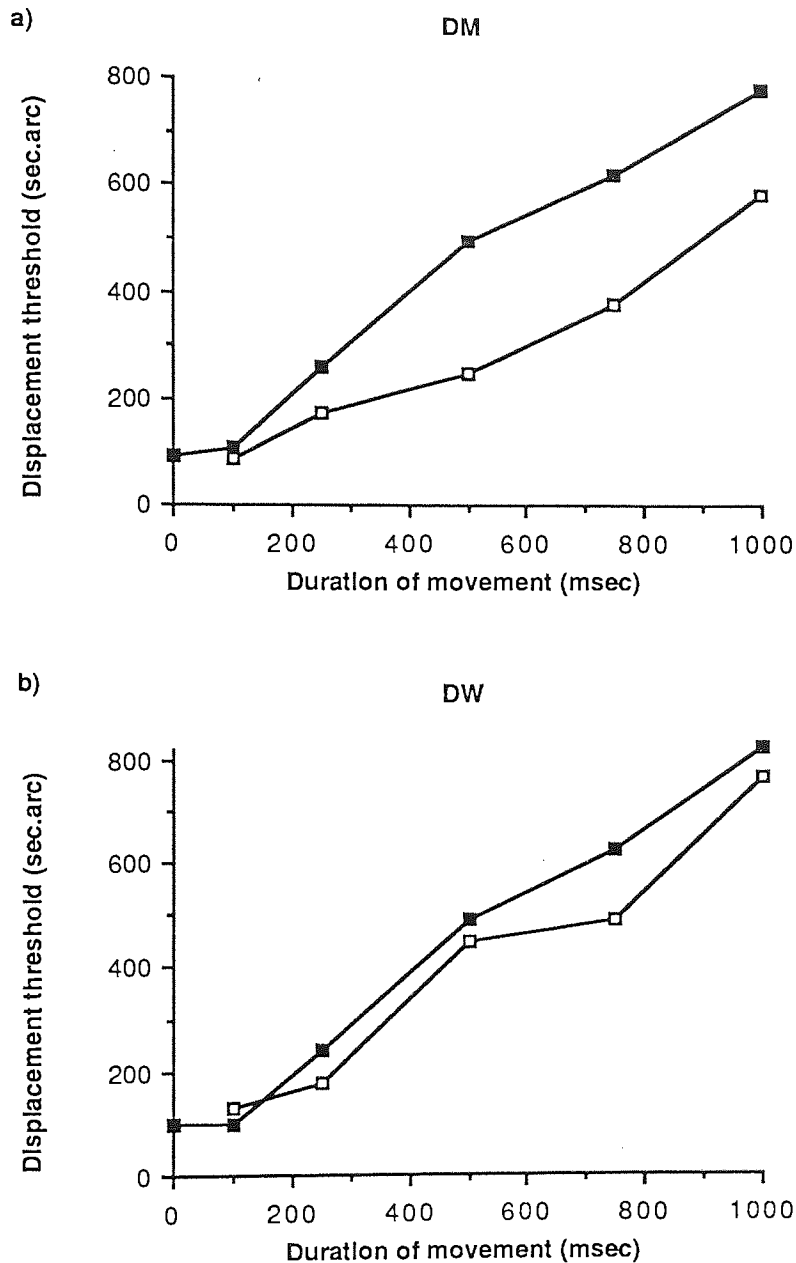 a)
DM
Displacement threshold (sec.arc)
800
600
400
200
0
0 200 400 600 800 1000
Duration of movement (msec)
b)
DW
Displacement threshold (sec.arc)
800
600
400
200
0
0 200 400 600 800 1000
Duration of movement (msec)